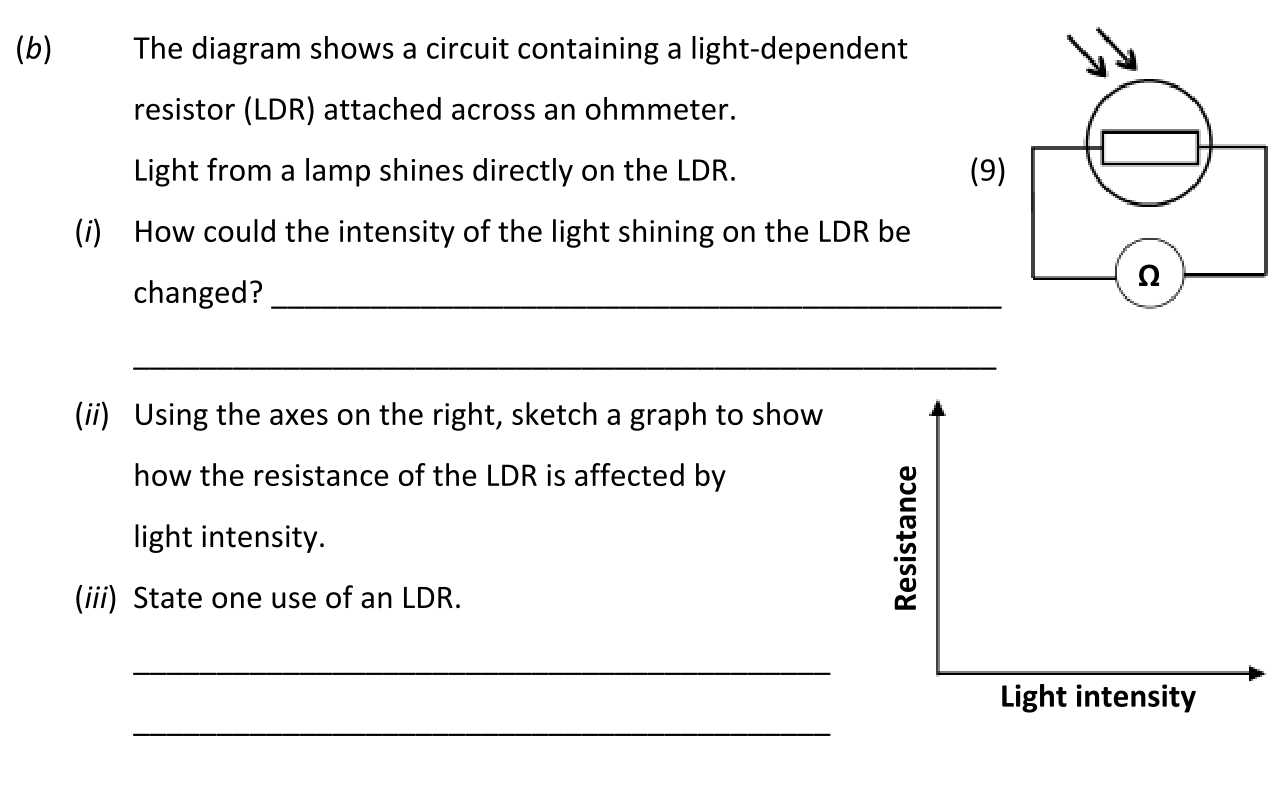 (b) The diagram shows a circuit containing a light-dependent
resistor (LDR) attached across an ohmmeter.
Light from a lamp shines directly on the LDR. (9)
(i) How could the intensity of the light shining on the LDR be
changed? ______________________________________________
Ω
______________________________________________________
(ii) Using the axes on the right, sketch a graph to show
how the resistance of the LDR is affected by
light intensity.
(iii) State one use of an LDR.
____________________________________________
____________________________________________
Resistance
Light intensity